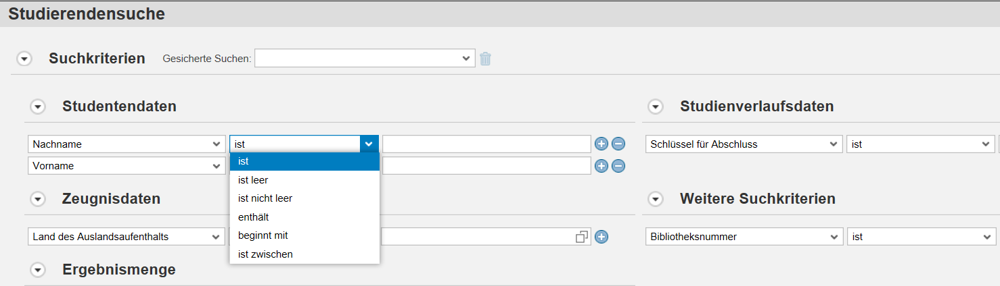 Studierendensuche
Suchkriterien Gesicherte Suchen:
Studentendaten
Nachname ist
Vorname
ist
ist leer
ist nicht leer
enthält
beginnt mit
ist zwischen
Zeugnisdaten
Land des Auslandsaufenthalts
Ergebnismenge
Studienverlaufsdaten
Schlüssel für Abschluss ist
Weitere Suchkriterien
Bibliotheksnummer ist